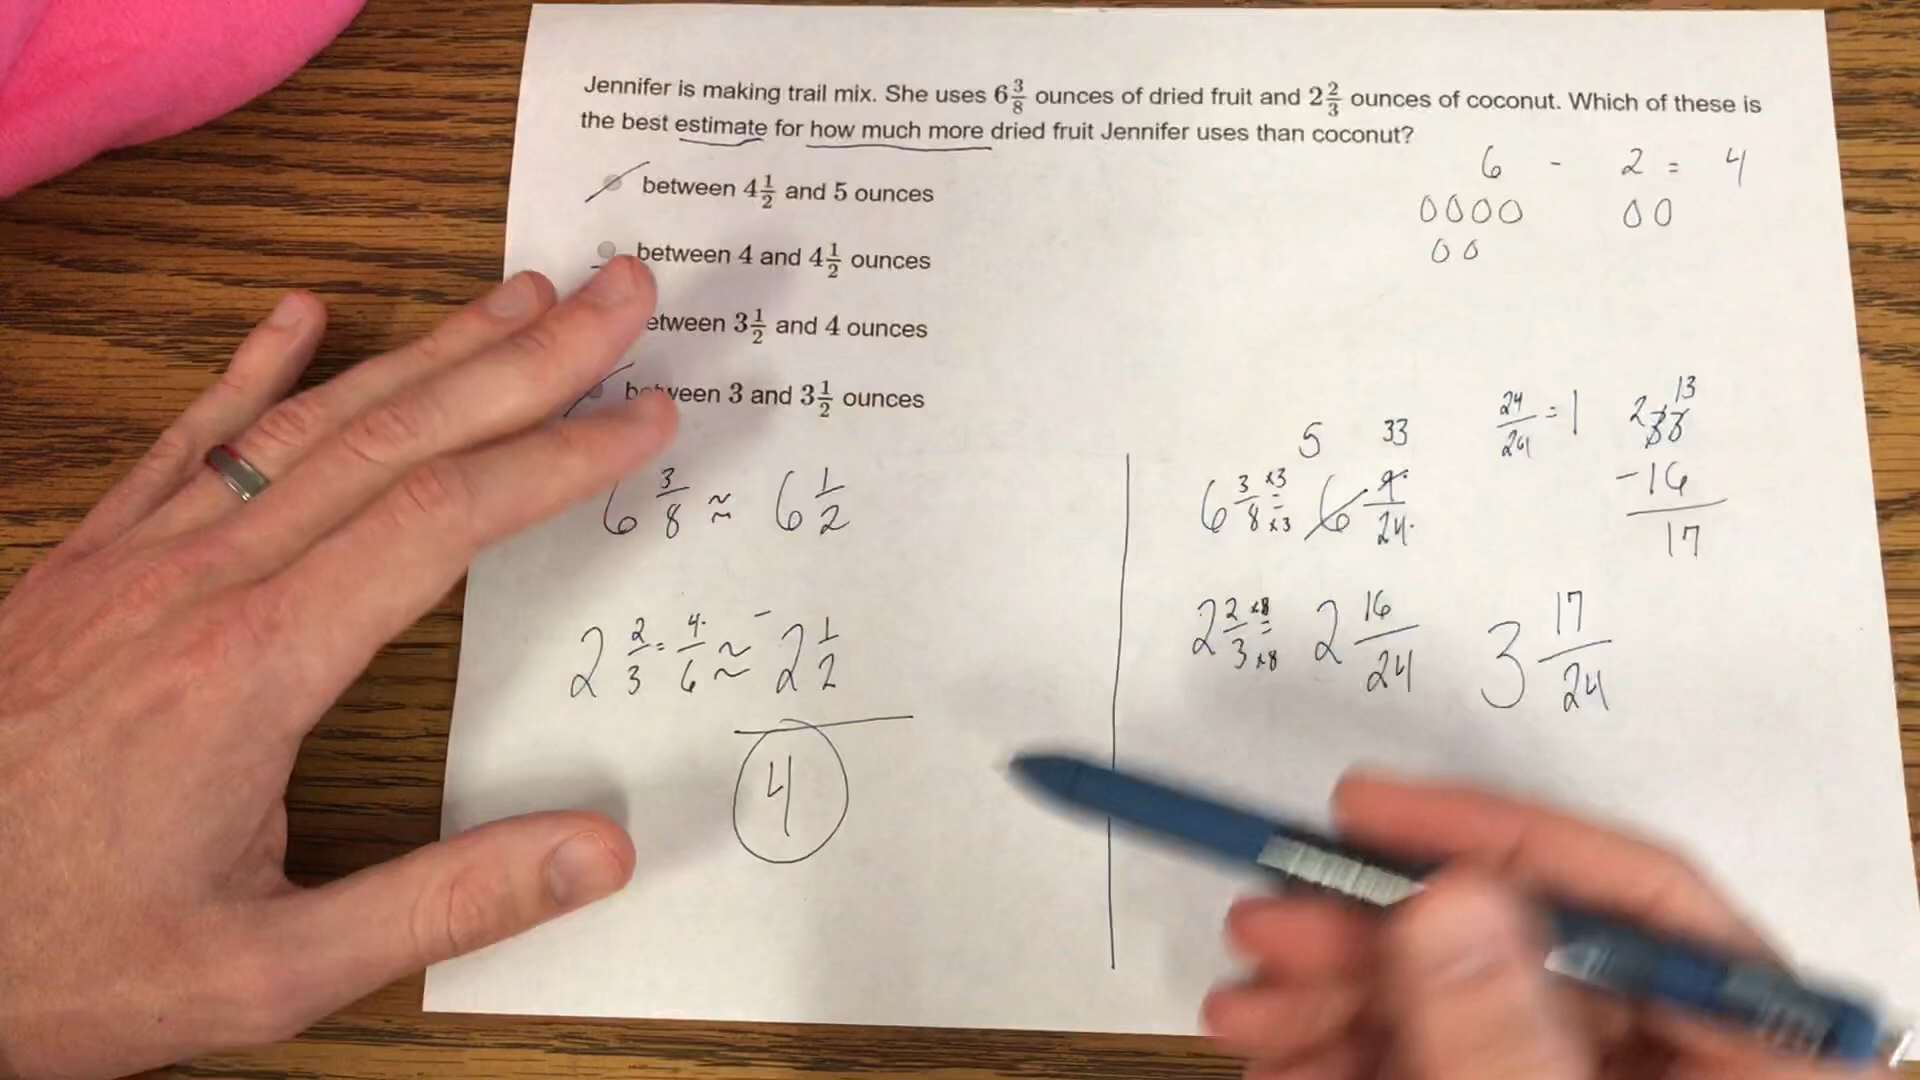 Jennifer is making trail mix. She uses 6 3/8 ounces of dried fruit and 2 2/3 ounces of coconut. Which of these is
the best estimate for how much more dried fruit Jennifer uses than coconut?
between 4 1/2 and 5 ounces
between 4 and 4 1/2 ounces
etween 3 1/2 and 4 ounces
between 3 and 3 1/2 ounces
6 - 2 = 4
0000 00
00
6 3/8 ≈ 6 1/2
2 2/3 = 4/6 ≈ 2 1/2
4
5 33
24/24 = 1
6 3/8 ×3/×3 = 6 9/24
2 2/3 ×8/×8 = 2 16/24
2 13
33
-16
17
3 17/24